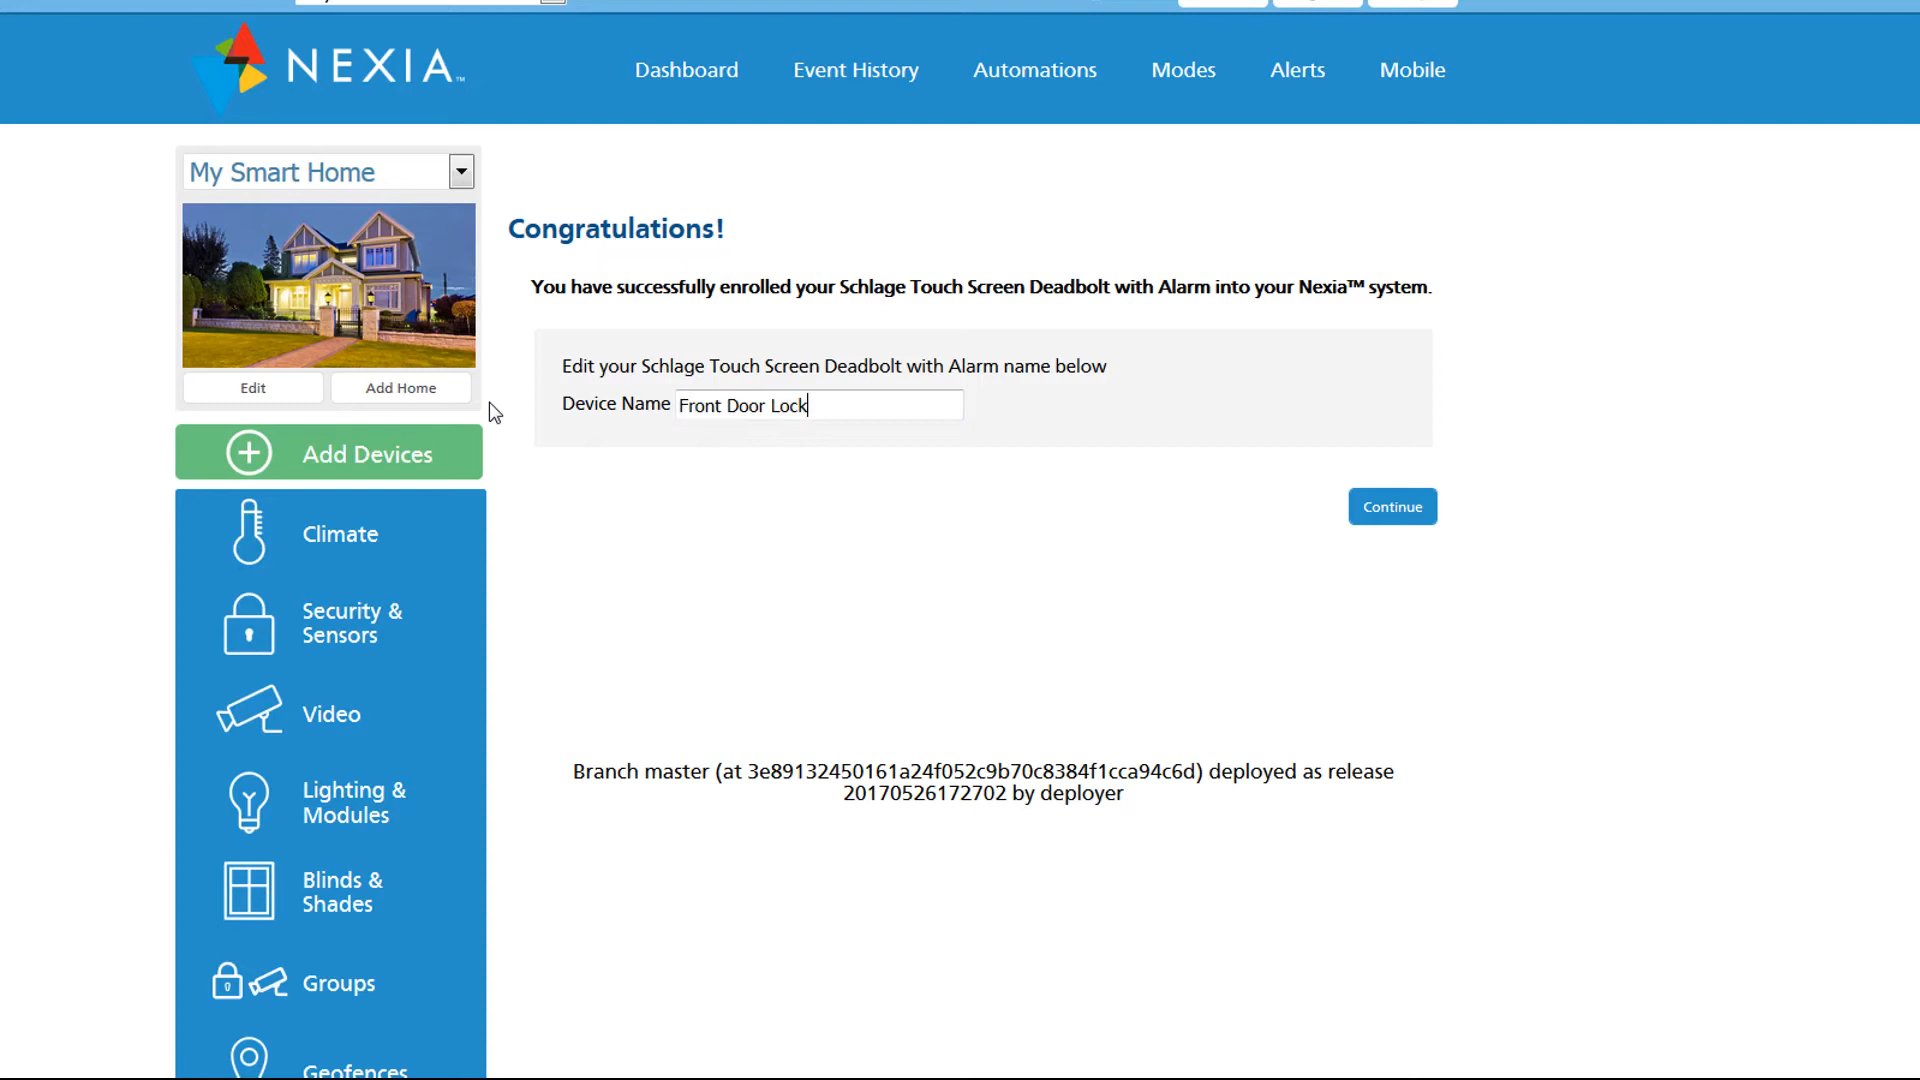 NEXIA™
Dashboard
Event History
Automations
Modes
Alerts
Mobile
My Smart Home
Edit
Add Home
Add Devices
Climate
Security &
Sensors
Video
Lighting &
Modules
Blinds &
Shades
Groups
Geofences
Congratulations!
You have successfully enrolled your Schlage Touch Screen Deadbolt with Alarm into your Nexia™ system.
Edit your Schlage Touch Screen Deadbolt with Alarm name below
Device Name Front Door Lock
Continue
Branch master (at 3e89132450161a24f052c9b70c8384f1cca94c6d) deployed as release
20170526172702 by deployer